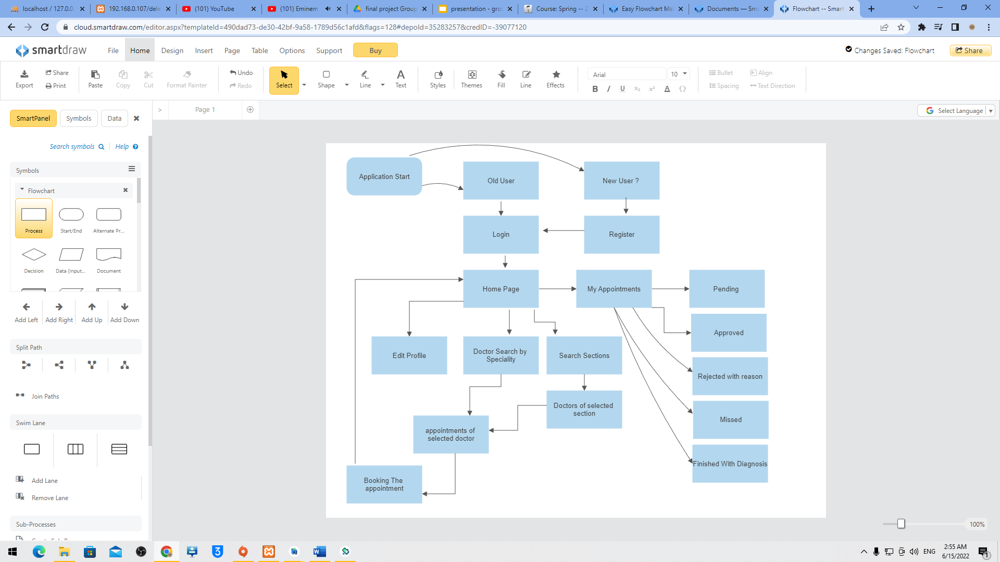 localhost / 127.0.0.
192.168.0.107/dele
(101) YouTube
(101) Eminem
final project Group
presentation - grou
Course: Spring -- 2
Easy Flowchart Ma
Documents — Sma
Flowchart -- Smart
cloud.smartdraw.com/editor.aspx?templateId=490dad73-de30-42bf-9a58-1789d56c1afd&flags=128#depoId=35283257&credID=-39077120
smartdraw
File
Home
Design
Insert
Page
Table
Options
Support
Buy
Changes Saved: Flowchart
Share
Export
Share
Print
Paste
Copy
Cut
Format Painter
Undo
Redo
Select
Shape
Line
Text
Styles
Themes
Fill
Line
Effects
Arial
10
B I U x₂ x² A Ω
Bullet
Spacing
Align
Text Direction
SmartPanel
Symbols
Data
> Page 1
Select Language
Search symbols
Help
Symbols
Flowchart
Process
Start/End
Alternate Pr...
Decision
Data (Input...
Document
Add Left
Add Right
Add Up
Add Down
Split Path
Join Paths
Swim Lane
Add Lane
Remove Lane
Sub-Processes
Application Start
Old User
New User ?
Login
Register
Home Page
My Appointments
Pending
Approved
Edit Profile
Doctor Search by
Speciality
Search Sections
Rejected with reason
Doctors of selected
section
Missed
appointments of
selected doctor
Finished With Diagnosis
Booking The
appointment
100%
ENG
2:55 AM
6/15/2022
1